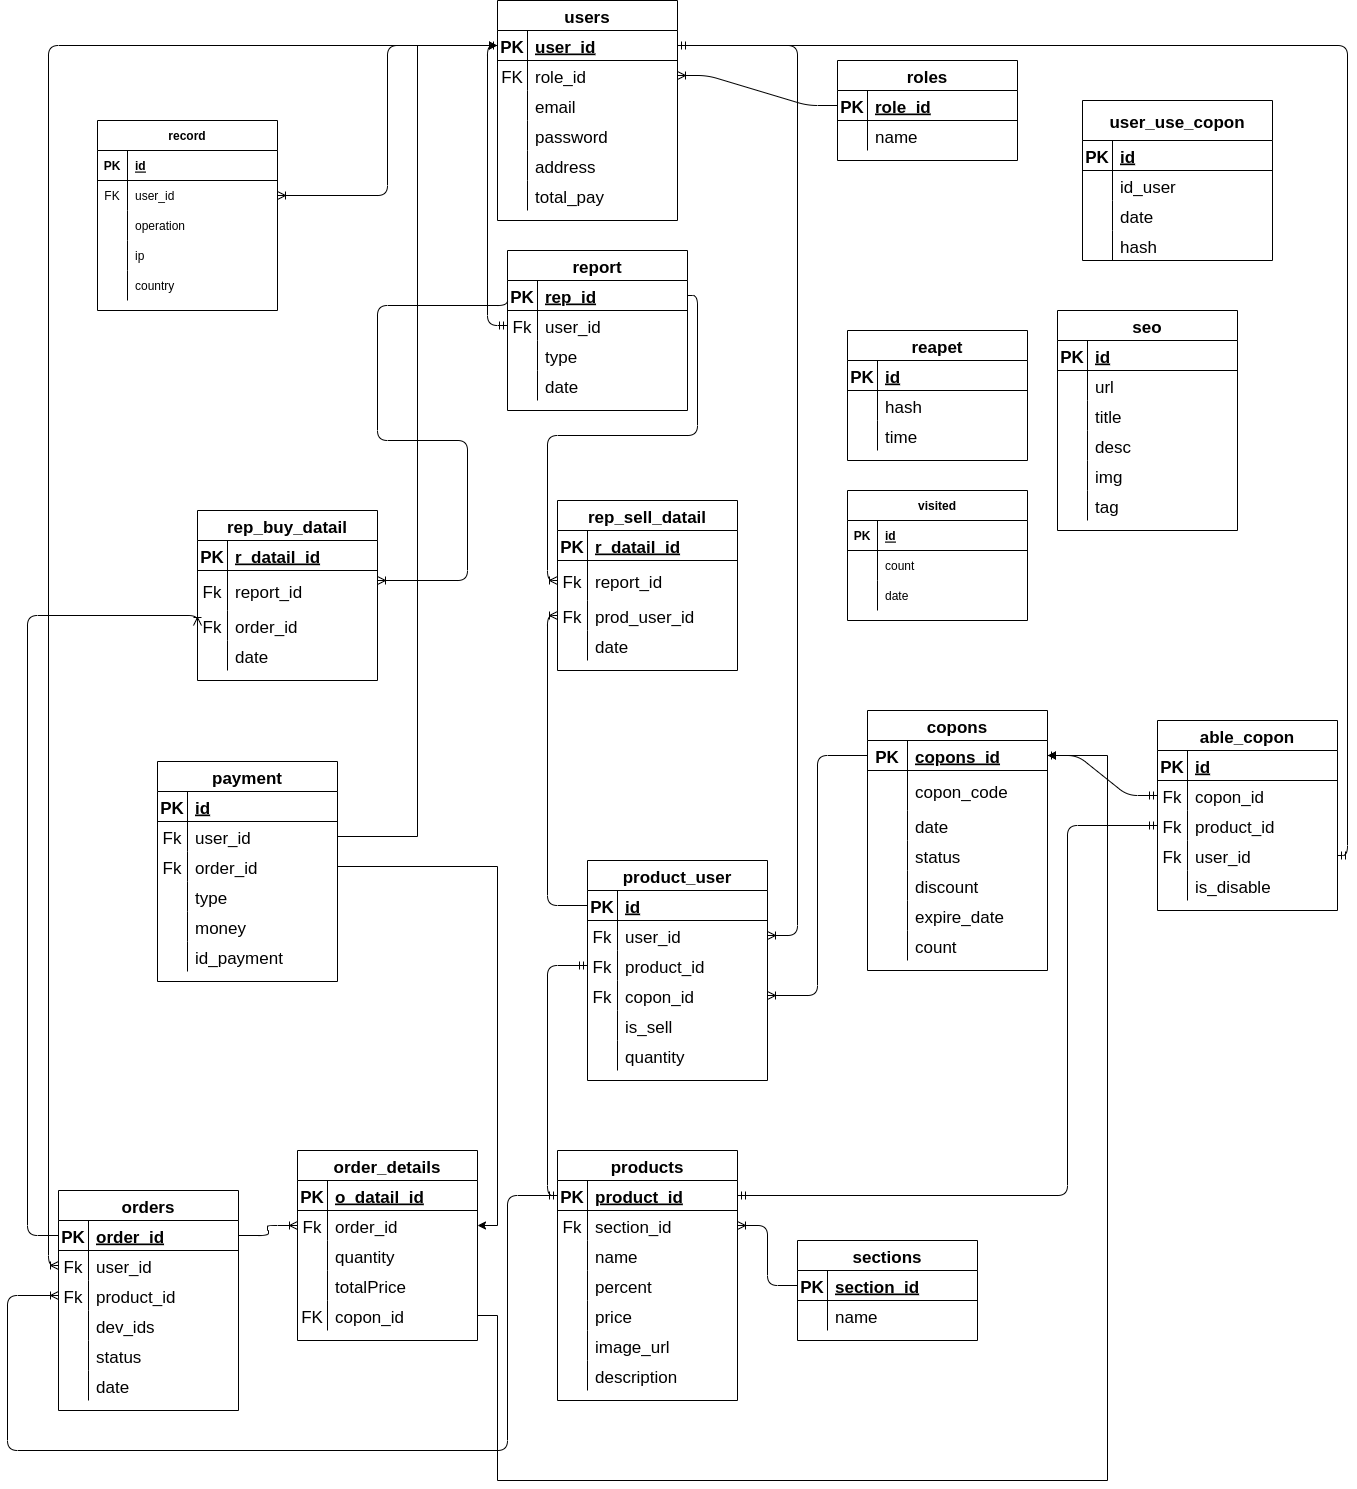 users
PK user_id
FK role_id
email
password
address
total_pay
roles
PK role_id
name
user_use_copon
PK id
id_user
date
hash
record
PK id
FK user_id
operation
ip
country
report
PK rep_id
Fk user_id
type
date
reapet
PK id
hash
time
seo
PK id
url
title
desc
img
tag
visited
PK id
count
date
rep_buy_datail
PK r_datail_id
Fk report_id
Fk order_id
date
rep_sell_datail
PK r_datail_id
Fk report_id
Fk prod_user_id
date
payment
PK id
Fk user_id
Fk order_id
type
money
id_payment
copons
PK copons_id
copon_code
date
status
discount
expire_date
count
able_copon
PK id
Fk copon_id
Fk product_id
Fk user_id
is_disable
product_user
PK id
Fk user_id
Fk product_id
Fk copon_id
is_sell
quantity
orders
PK order_id
Fk user_id
Fk product_id
dev_ids
status
date
order_details
PK o_datail_id
Fk order_id
quantity
totalPrice
FK copon_id
products
PK product_id
Fk section_id
name
percent
price
image_url
description
sections
PK section_id
name